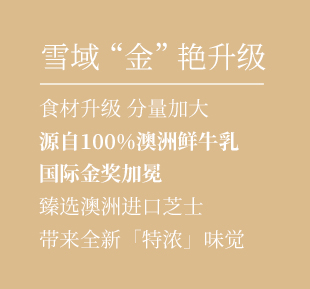 雪域“金”艳升级
食材升级 分量加大
源自100%澳洲鲜牛乳
国际金奖加冕
臻选澳洲进口芝士
带来全新「特浓」味觉